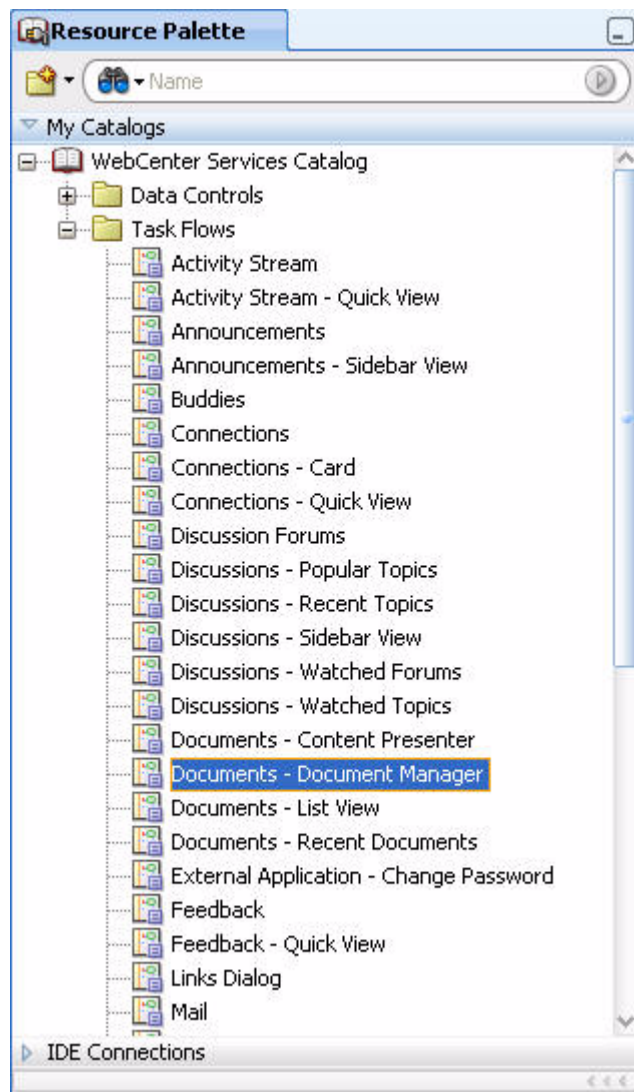 Resource Palette
Name
My Catalogs
WebCenter Services Catalog
Data Controls
Task Flows
Activity Stream
Activity Stream - Quick View
Announcements
Announcements - Sidebar View
Buddies
Connections
Connections - Card
Connections - Quick View
Discussion Forums
Discussions - Popular Topics
Discussions - Recent Topics
Discussions - Sidebar View
Discussions - Watched Forums
Discussions - Watched Topics
Documents - Content Presenter
Documents - Document Manager
Documents - List View
Documents - Recent Documents
External Application - Change Password
Feedback
Feedback - Quick View
Links Dialog
Mail
IDE Connections